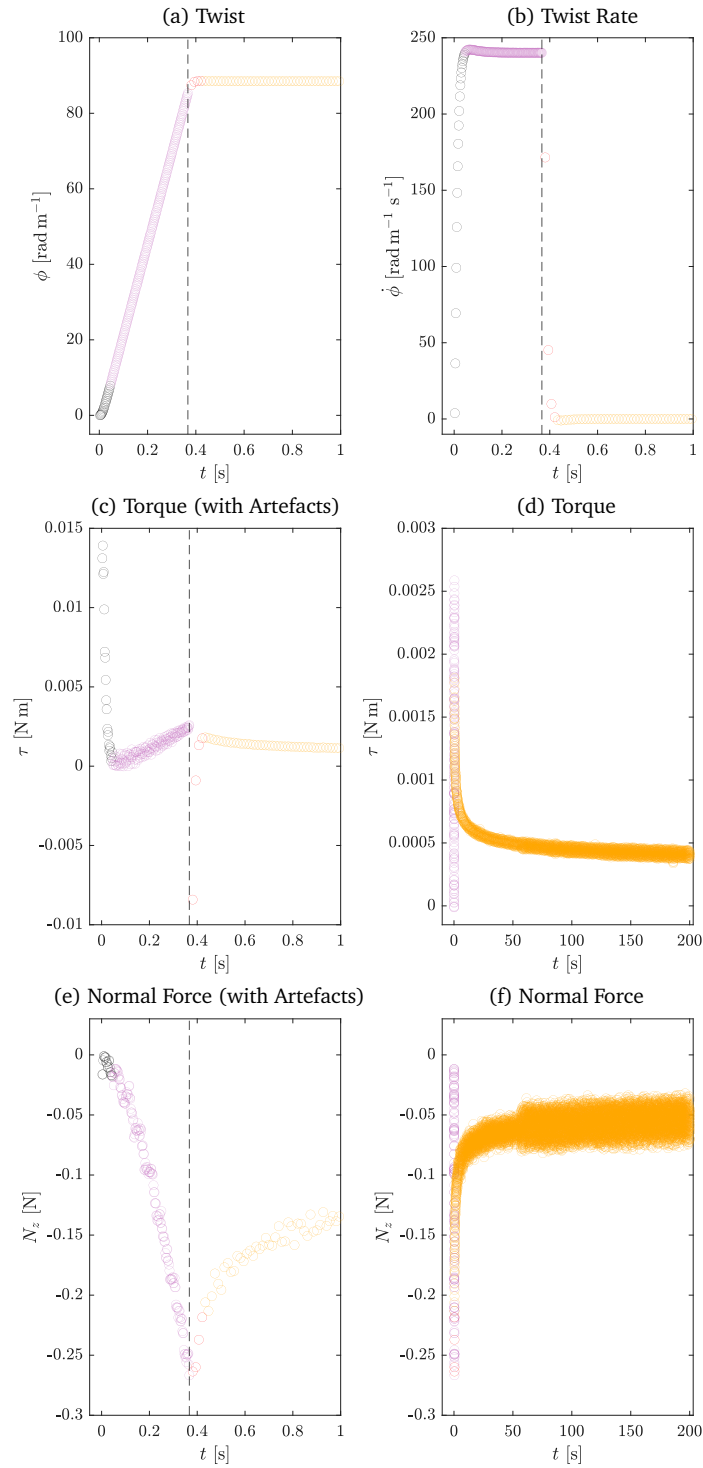 (a) Twist
100
80
60
40
20
0
ϕ [rad m⁻¹]
0 0.2 0.4 0.6 0.8 1
t [s]
(b) Twist Rate
250
200
150
100
50
0
ϕ̇ [rad m⁻¹ s⁻¹]
0 0.2 0.4 0.6 0.8 1
t [s]
(c) Torque (with Artefacts)
0.015
0.01
0.005
0
-0.005
-0.01
τ [N m]
0 0.2 0.4 0.6 0.8 1
t [s]
(d) Torque
0.003
0.0025
0.002
0.0015
0.001
0.0005
0
τ [N m]
0 50 100 150 200
t [s]
(e) Normal Force (with Artefacts)
0
-0.05
-0.1
-0.15
-0.2
-0.25
-0.3
N_z [N]
0 0.2 0.4 0.6 0.8 1
t [s]
(f) Normal Force
0
-0.05
-0.1
-0.15
-0.2
-0.25
-0.3
N_z [N]
0 50 100 150 200
t [s]